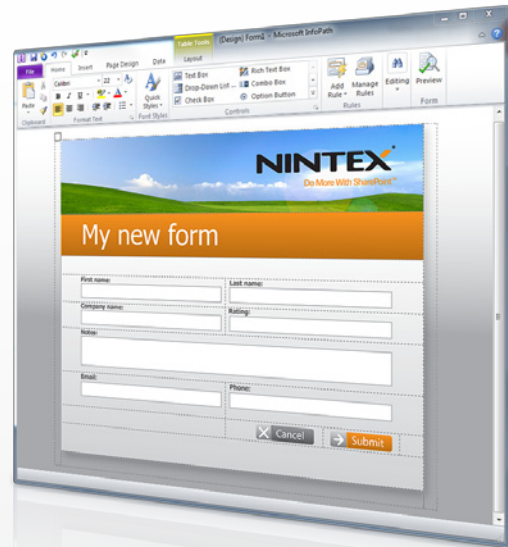 Table Tools (Design) Form1 - Microsoft InfoPath
File Home Insert Page Design Data Layout
Paste
Calibri 22
B I U
Quick Styles
Text Box
Drop-Down List ...
Check Box
Rich Text Box
Combo Box
Option Button
Add Rule
Manage Rules
Editing
Preview
Clipboard Format Text Font Styles Controls Rules Form
NINTEX
Do More With SharePoint™
My new form
First name: Last name:
Company name: Rating:
Notes:
Email: Phone:
Cancel Submit